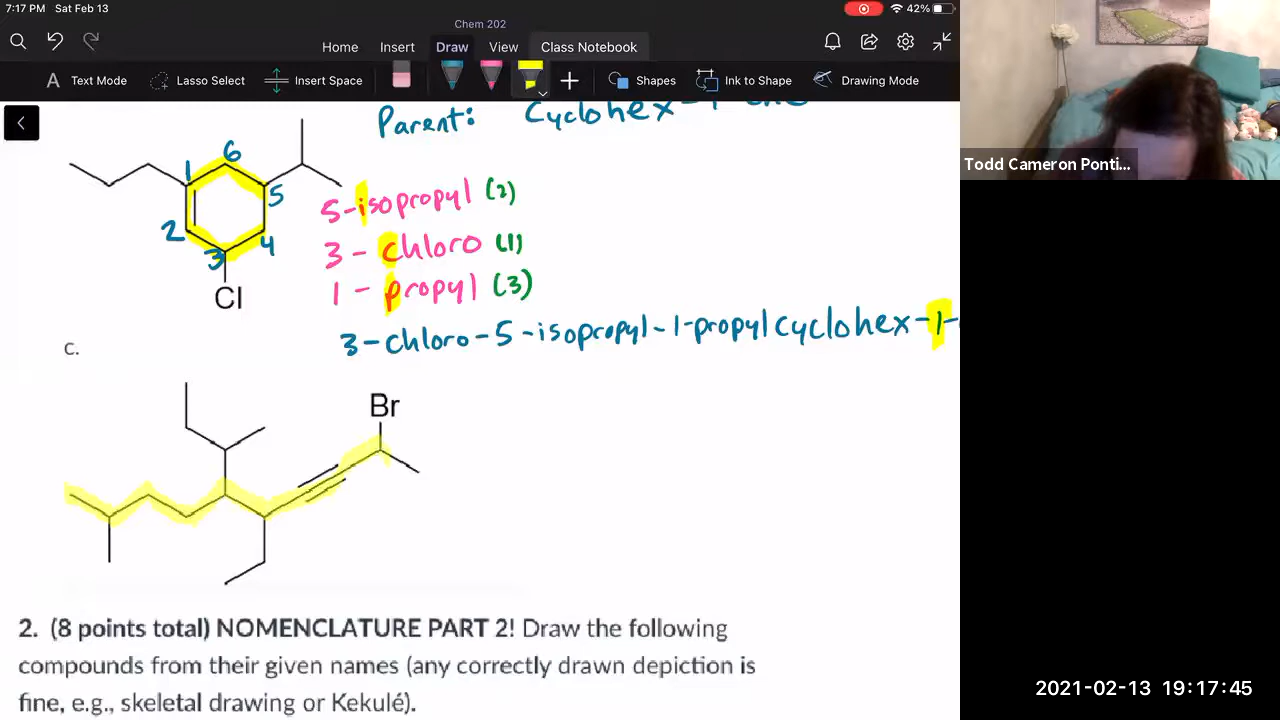 7:17 PM Sat Feb 13
42%
Chem 202
Home Insert Draw View Class Notebook
A Text Mode Lasso Select Insert Space Shapes Ink to Shape Drawing Mode
Parent: Cyclohex-1-ene
1 6
2 5
3 4
Cl
5-isopropyl (2)
3-chloro (1)
1-propyl (3)
3-chloro-5-isopropyl-1-propylcyclohex-1-
c.
Br
2. (8 points total) NOMENCLATURE PART 2! Draw the following
compounds from their given names (any correctly drawn depiction is
fine, e.g., skeletal drawing or Kekulé).
Todd Cameron Ponti...
2021-02-13 19:17:45